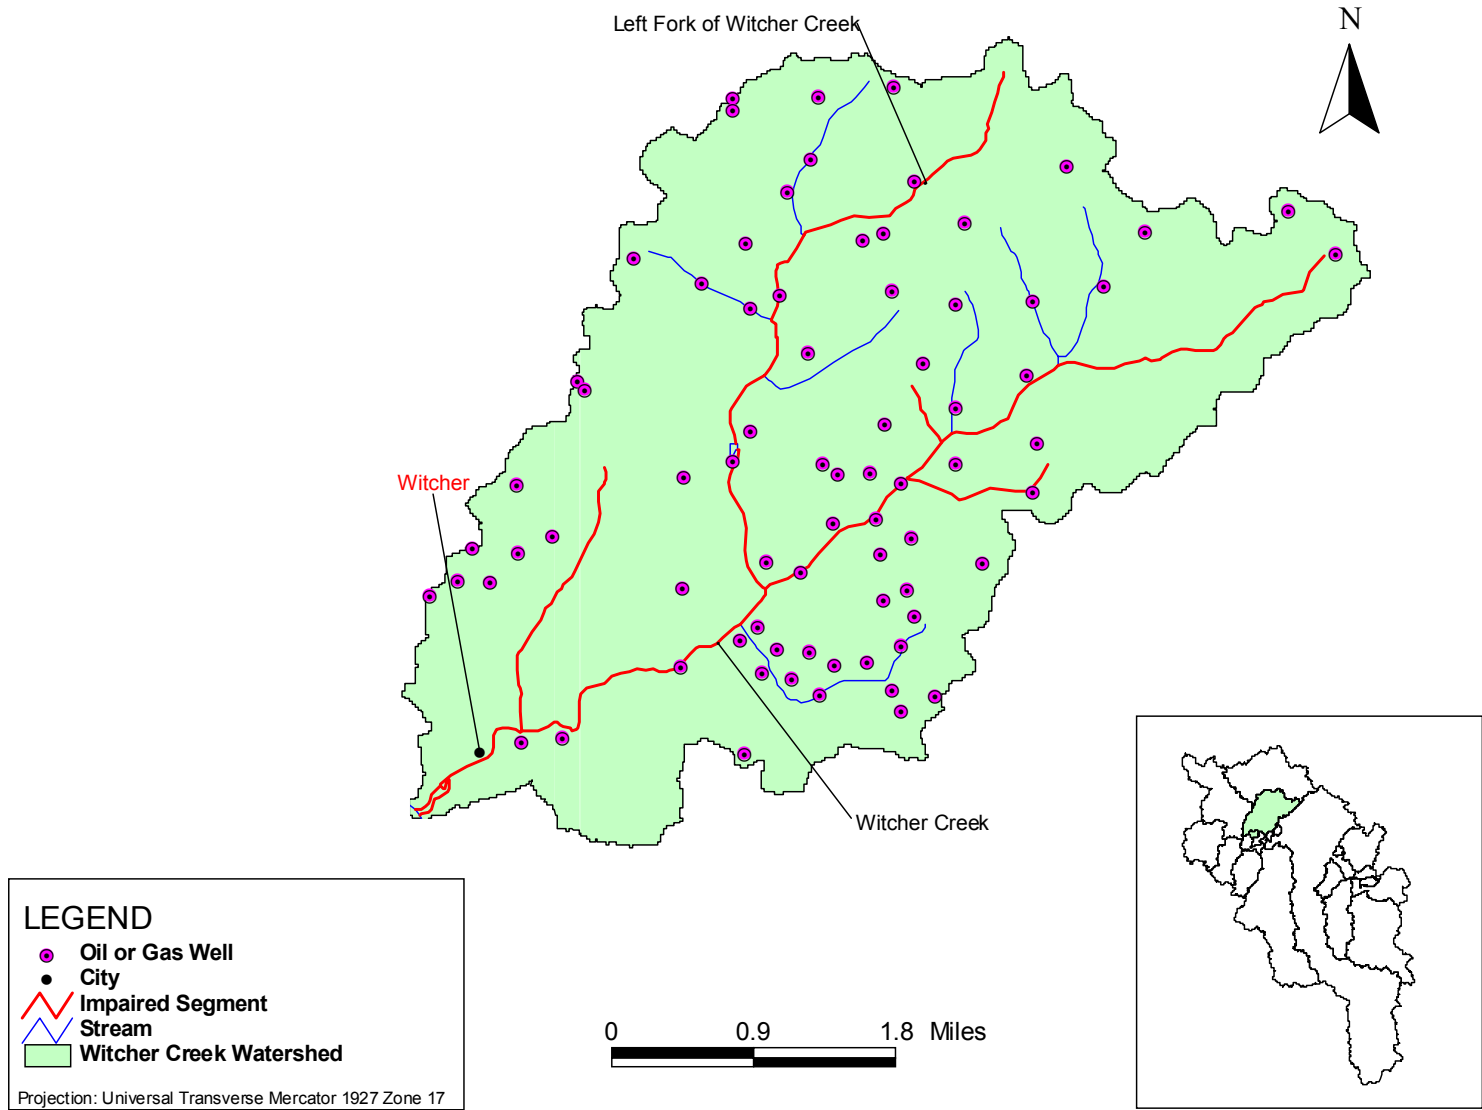 Left Fork of Witcher Creek
N
Witcher
Witcher Creek
LEGEND
Oil or Gas Well
City
Impaired Segment
Stream
Witcher Creek Watershed
Projection: Universal Transverse Mercator 1927 Zone 17
0 0.9 1.8 Miles